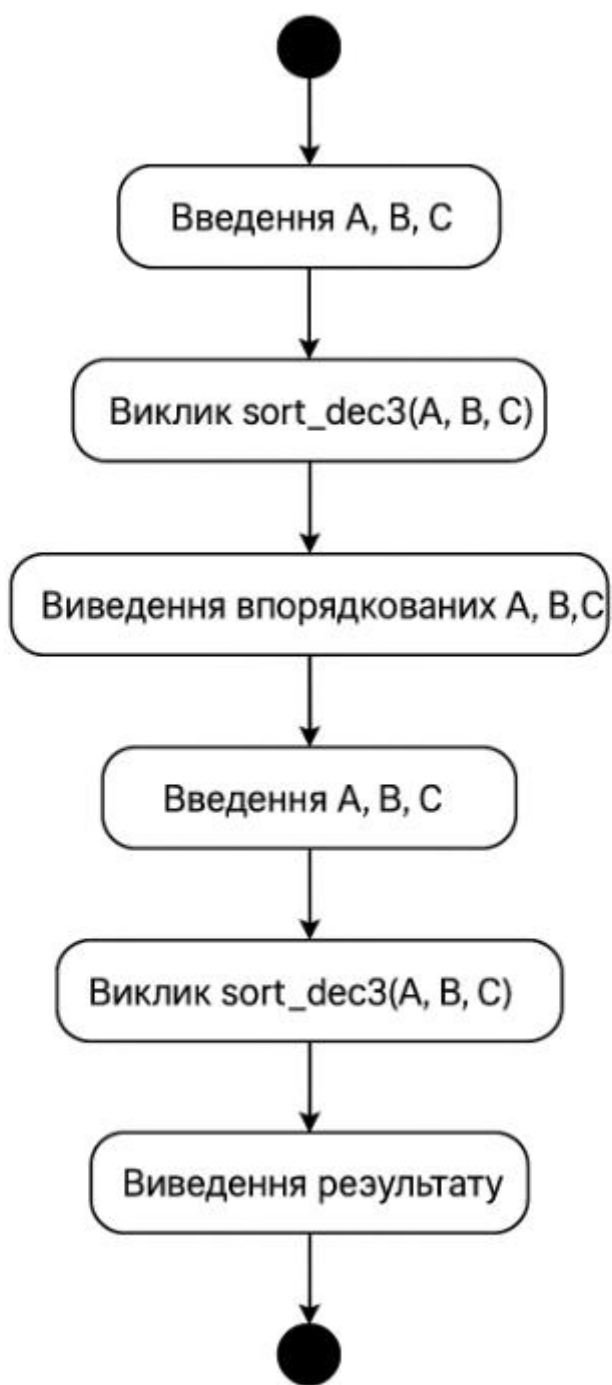 Введення A, B, C
Виклик sort_dec3(A, B, C)
Виведення впорядкованих A, B,C
Введення A, B, C
Виклик sort_dec3(A, B, C)
Виведення результату